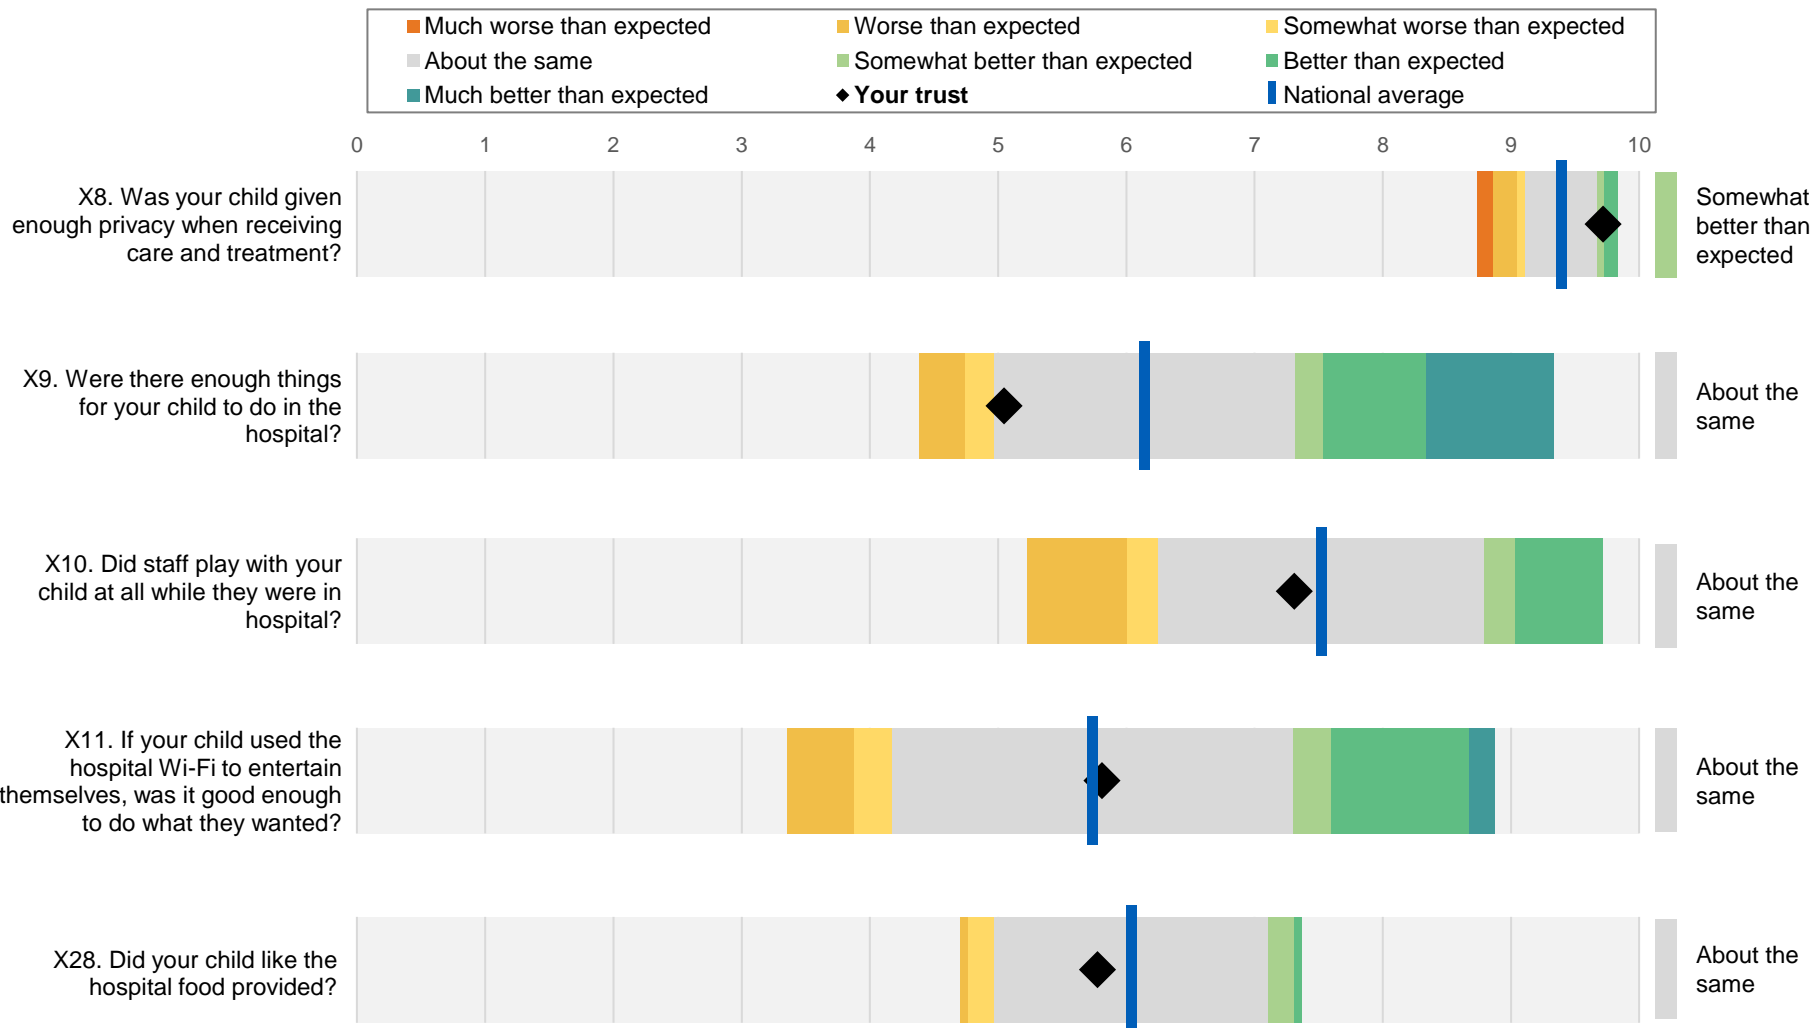 Much worse than expected
Worse than expected
Somewhat worse than expected
About the same
Somewhat better than expected
Better than expected
Much better than expected
Your trust
National average
0 1 2 3 4 5 6 7 8 9 10
X8. Was your child given
enough privacy when receiving
care and treatment?
Somewhat
better than
expected
X9. Were there enough things
for your child to do in the
hospital?
About the
same
X10. Did staff play with your
child at all while they were in
hospital?
About the
same
X11. If your child used the
hospital Wi-Fi to entertain
themselves, was it good enough
to do what they wanted?
About the
same
X28. Did your child like the
hospital food provided?
About the
same